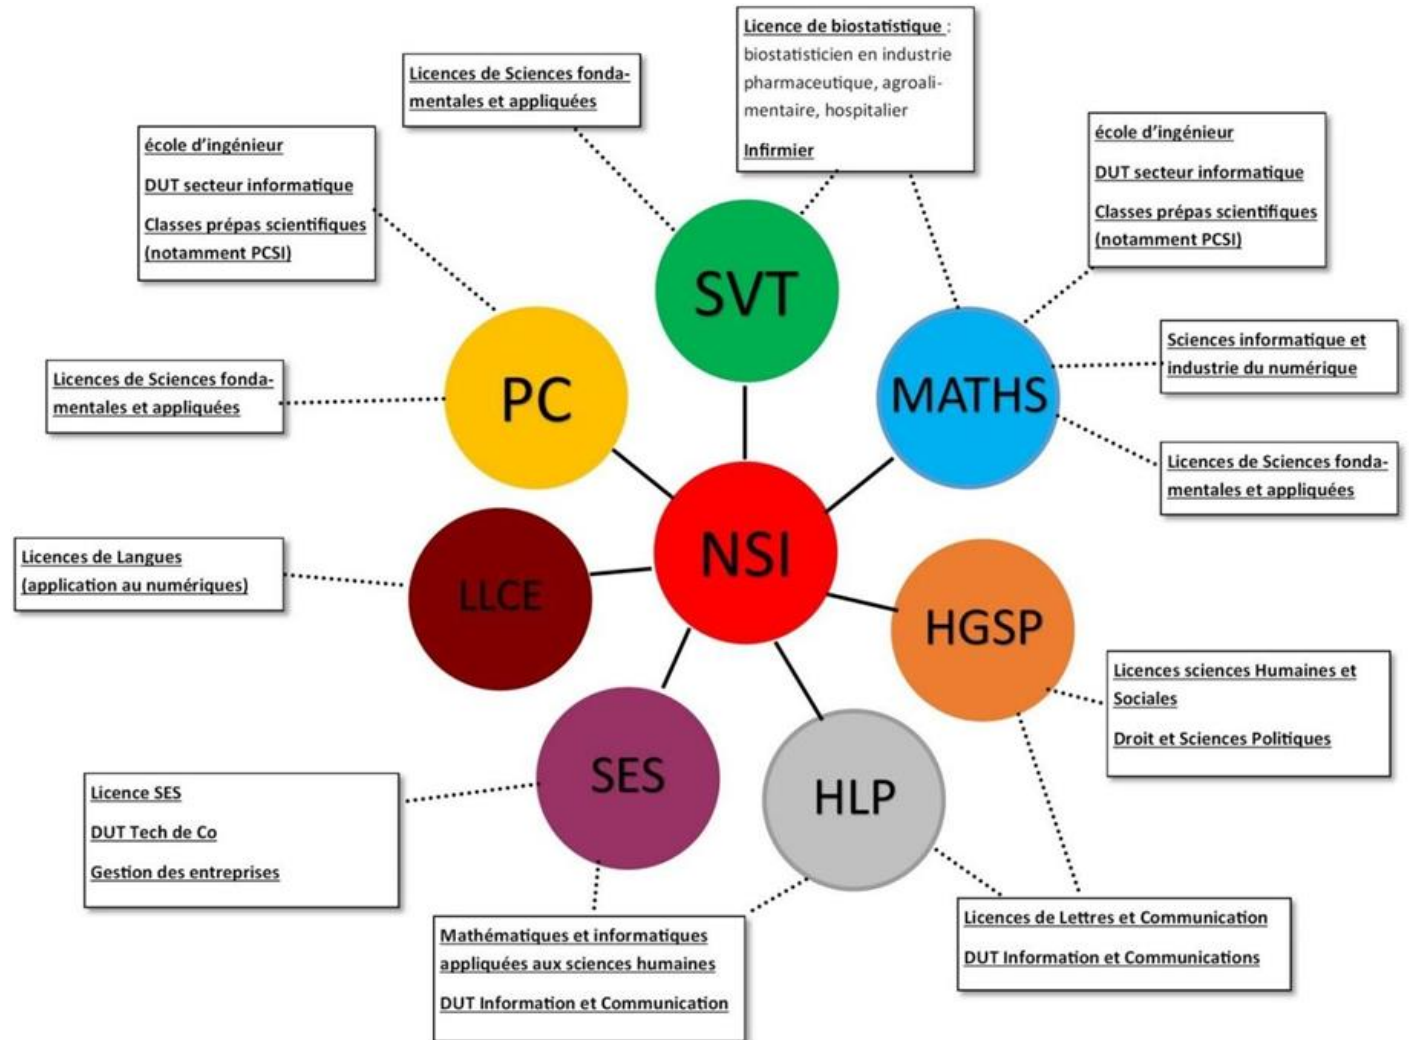 Licence de biostatistique :
biostatisticien en industrie
pharmaceutique, agroali-
mentaire, hospitalier
Infirmier
Licences de Sciences fonda-
mentales et appliquées
école d'ingénieur
DUT secteur informatique
Classes prépas scientifiques
(notamment PCSI)
école d'ingénieur
DUT secteur informatique
Classes prépas scientifiques
(notamment PCSI)
SVT
Sciences informatique et
industrie du numérique
Licences de Sciences fonda-
mentales et appliquées
PC
MATHS
Licences de Sciences fonda-
mentales et appliquées
NSI
Licences de Langues
(application au numériques)
LLCE
HGSP
Licences sciences Humaines et
Sociales
Droit et Sciences Politiques
SES
HLP
Licence SES
DUT Tech de Co
Gestion des entreprises
Mathématiques et informatiques
appliquées aux sciences humaines
DUT Information et Communication
Licences de Lettres et Communication
DUT Information et Communications